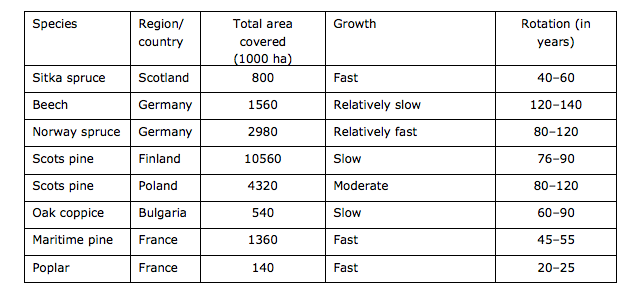 Species Region/ Total area Growth Rotation (in
country covered years)
(1000 ha)
Sitka spruce Scotland 800 Fast 40–60
Beech Germany 1560 Relatively slow 120–140
Norway spruce Germany 2980 Relatively fast 80–120
Scots pine Finland 10560 Slow 76–90
Scots pine Poland 4320 Moderate 80–120
Oak coppice Bulgaria 540 Slow 60–90
Maritime pine France 1360 Fast 45–55
Poplar France 140 Fast 20–25